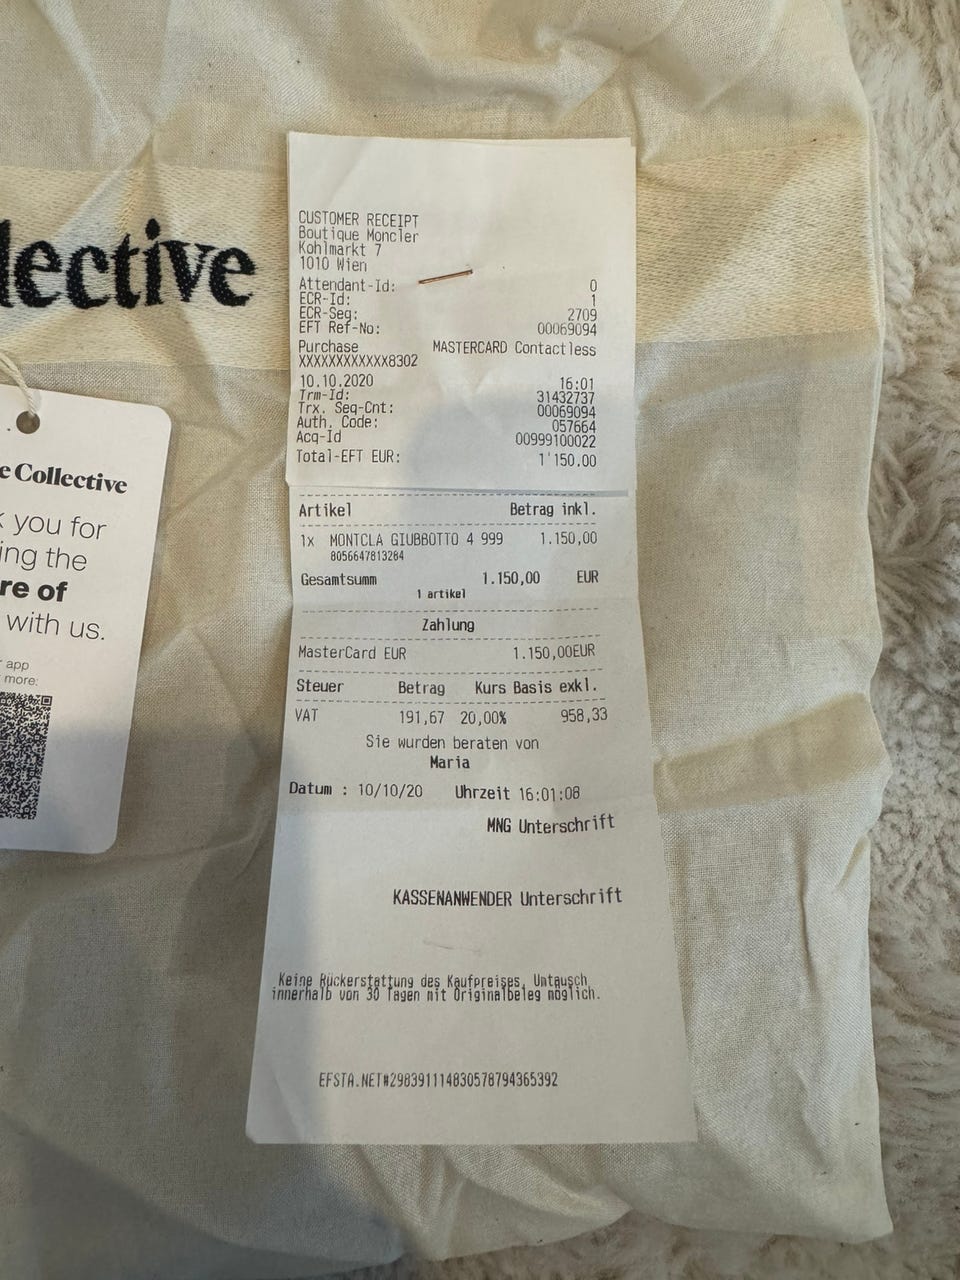 lective
e Collective
k you for
ing the
re of
with us.
r app
more:
CUSTOMER RECEIPT
Boutique Moncler
Kohlmarkt 7
1010 Wien
Attendant-Id: 0
ECR-Id: 1
ECR-Seq: 2709
EFT Ref-No: 00069094
Purchase MASTERCARD Contactless
XXXXXXXXXXXX8302
10.10.2020 16:01
Trm-Id: 31432737
Trx. Seq-Cnt: 00069094
Auth. Code: 057664
Acq-Id 00999100022
Total-EFT EUR: 1'150.00
Artikel Betrag inkl.
1x MONTCLA GIUBBOTTO 4 999 1.150,00
8056647813284
Gesamtsumm 1.150,00 EUR
1 artikel
Zahlung
MasterCard EUR 1.150,00EUR
Steuer Betrag Kurs Basis exkl.
VAT 191,67 20,00% 958,33
Sie wurden beraten von
Maria
Datum : 10/10/20 Uhrzeit 16:01:08
MNG Unterschrift
KASSENANWENDER Unterschrift
Keine Rückerstattung des Kaufpreises, Umtausch
innerhalb von 30 Tagen mit Originalbeleg möglich.
EFSTA.NET#2983911114830578794365392